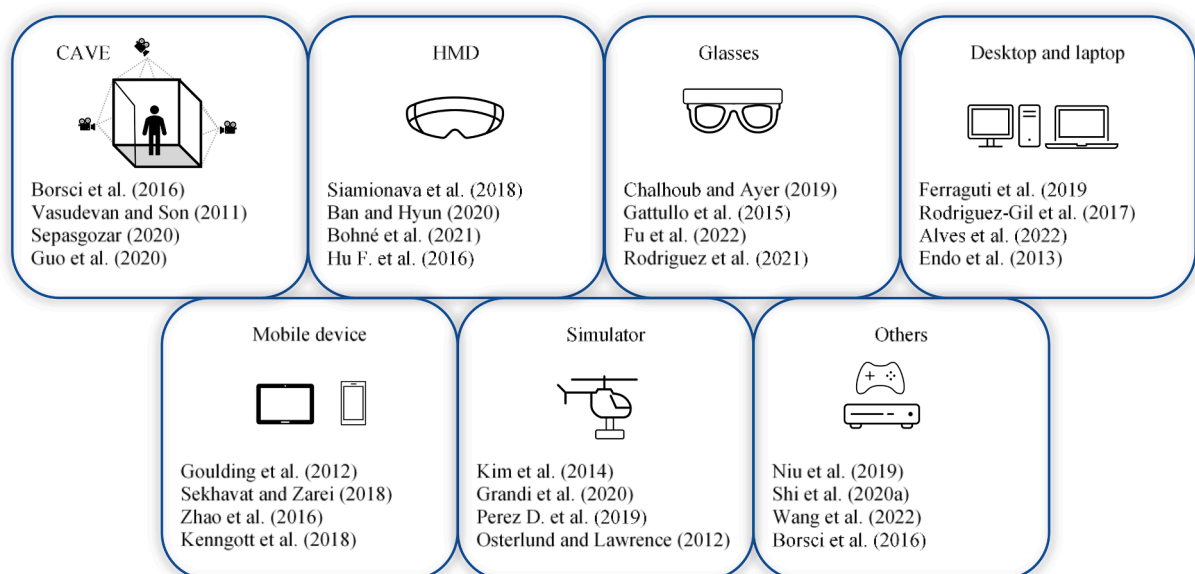 CAVE
Borsci et al. (2016)
Vasudevan and Son (2011)
Sepasgozar (2020)
Guo et al. (2020)
HMD
Siamionava et al. (2018)
Ban and Hyun (2020)
Bohné et al. (2021)
Hu F. et al. (2016)
Glasses
Chalhoub and Ayer (2019)
Gattullo et al. (2015)
Fu et al. (2022)
Rodriguez et al. (2021)
Desktop and laptop
Ferraguti et al. (2019
Rodriguez-Gil et al. (2017)
Alves et al. (2022)
Endo et al. (2013)
Mobile device
Goulding et al. (2012)
Sekhavat and Zarei (2018)
Zhao et al. (2016)
Kenngott et al. (2018)
Simulator
Kim et al. (2014)
Grandi et al. (2020)
Perez D. et al. (2019)
Osterlund and Lawrence (2012)
Others
Niu et al. (2019)
Shi et al. (2020a)
Wang et al. (2022)
Borsci et al. (2016)